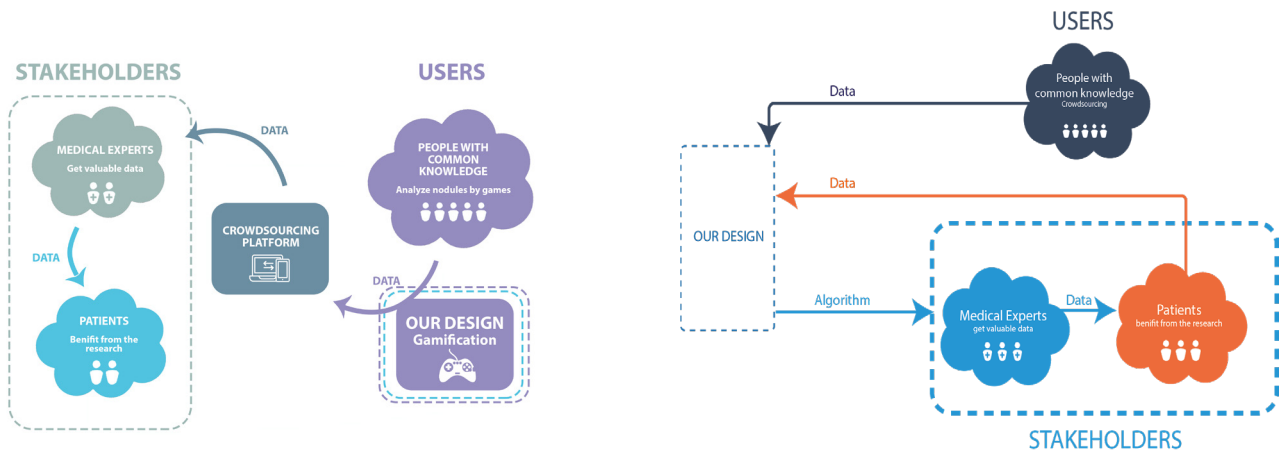 STAKEHOLDERS
MEDICAL EXPERTS
Get valuable data
DATA
PATIENTS
Benifit from the
research
DATA
CROWDSOURCING
PLATFORM
USERS
PEOPLE WITH
COMMON
KNOWLEDGE
Analyze nodules by games
DATA
OUR DESIGN
Gamification
USERS
People with
common knowledge
Crowdsourcing
Data
Data
OUR DESIGN
Algorithm
Medical Experts
get valuable data
Data
Patients
benifit from the research
STAKEHOLDERS